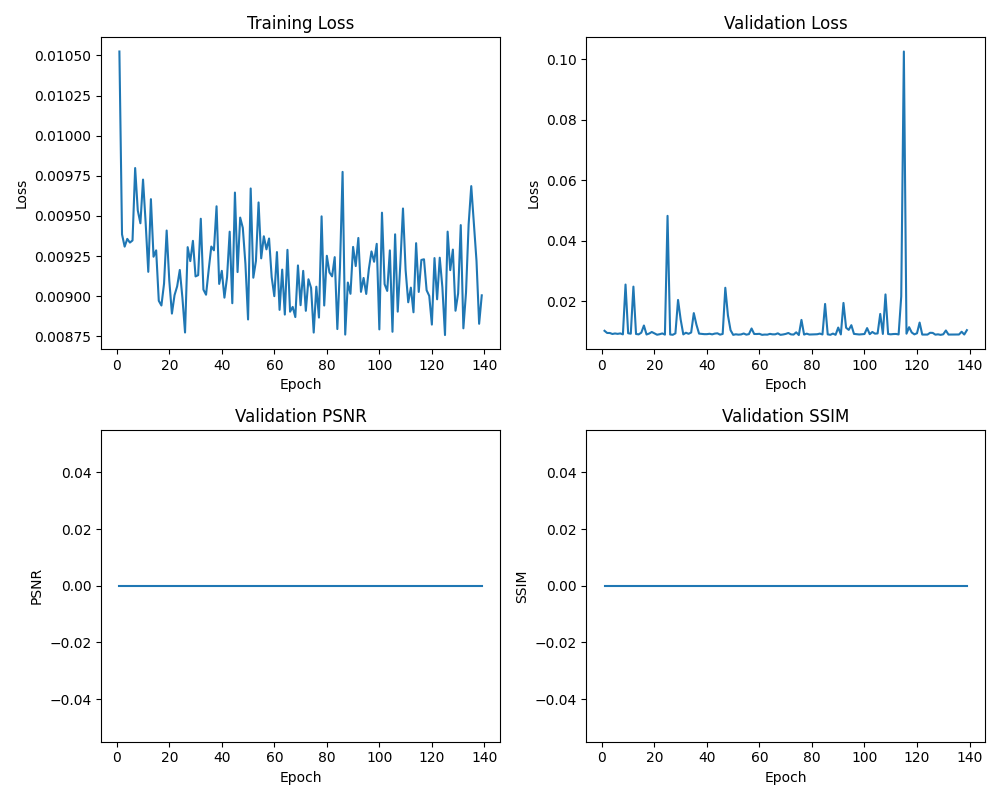 Training Loss
Validation Loss
0.01050
0.01025
0.01000
0.00975
0.00950
0.00925
0.00900
0.00875
Loss
0 20 40 60 80 100 120 140
Epoch
0.10
0.08
0.06
0.04
0.02
Loss
0 20 40 60 80 100 120 140
Epoch
Validation PSNR
Validation SSIM
0.04
0.02
0.00
−0.02
−0.04
PSNR
0 20 40 60 80 100 120 140
Epoch
0.04
0.02
0.00
−0.02
−0.04
SSIM
0 20 40 60 80 100 120 140
Epoch